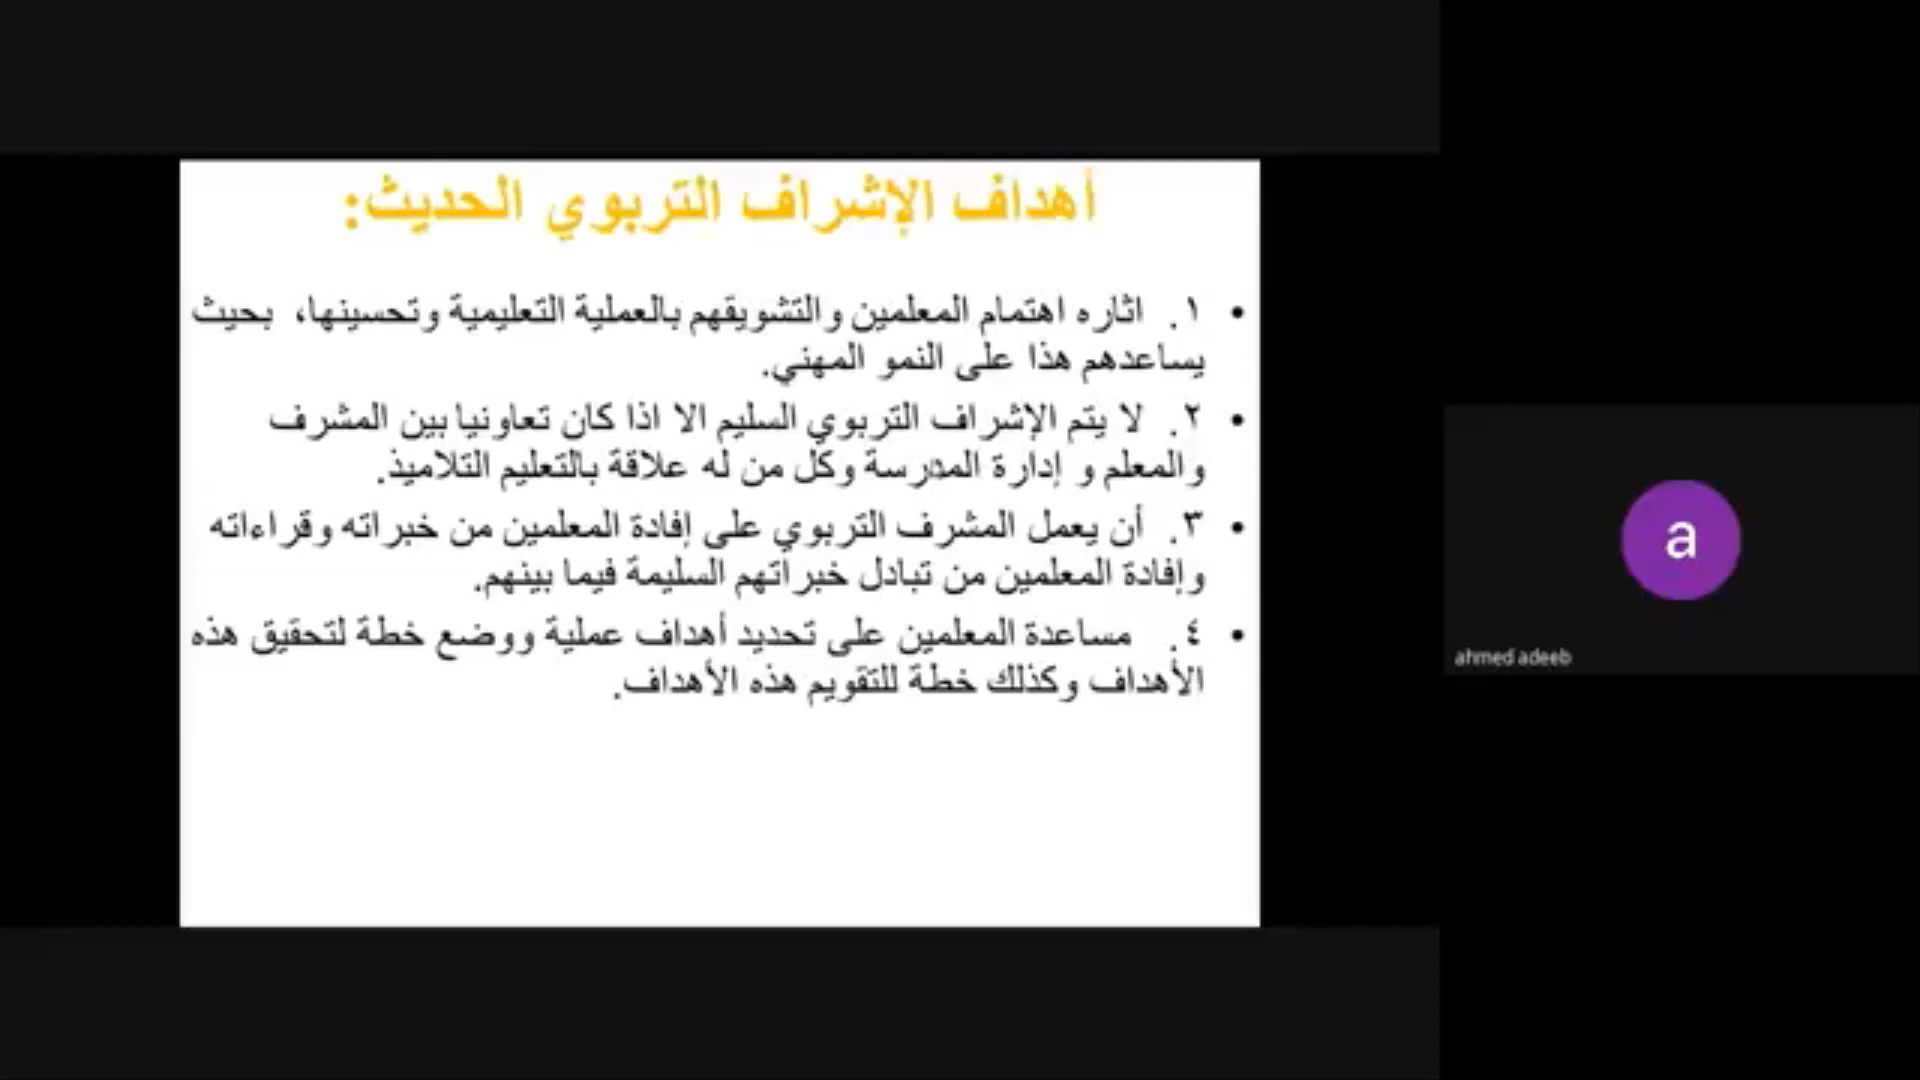 أهداف الإشراف التربوي الحديث:
• ١. اثاره اهتمام المعلمين والتشويقهم بالعملية التعليمية وتحسينها، بحيث
يساعدهم هذا على النمو المهني.
• ٢. لا يتم الإشراف التربوي السليم الا اذا كان تعاونيا بين المشرف
والمعلم و إدارة المدرسة وكل من له علاقة بالتعليم التلاميذ.
• ٣. أن يعمل المشرف التربوي على إفادة المعلمين من خبراته وقراءاته
وإفادة المعلمين من تبادل خبراتهم السليمة فيما بينهم.
• ٤. مساعدة المعلمين على تحديد أهداف عملية ووضع خطة لتحقيق هذه
الأهداف وكذلك خطة للتقويم هذه الأهداف.
a
ahmed adeeb